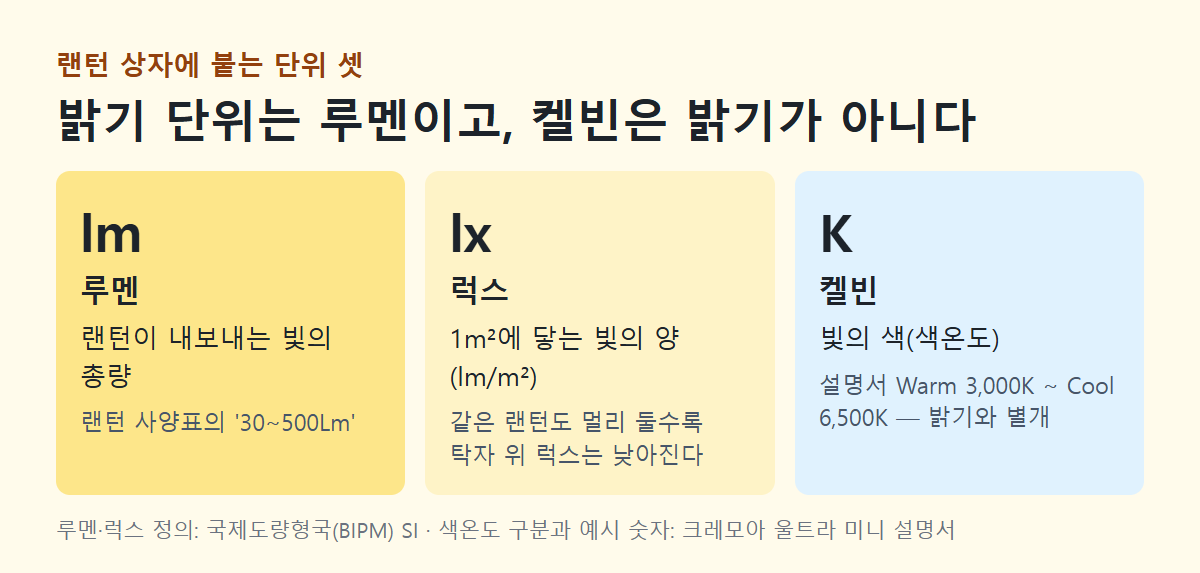 랜턴 상자에 붙는 단위 셋
밝기 단위는 루멘이고, 켈빈은 밝기가 아니다
lm
루멘
랜턴이 내보내는 빛의
총량
랜턴 사양표의 '30~500Lm'
lx
럭스
1m²에 닿는 빛의 양
(lm/m²)
같은 랜턴도 멀리 둘수록
탁자 위 럭스는 낮아진다
K
켈빈
빛의 색(색온도)
설명서 Warm 3,000K ~ Cool
6,500K — 밝기와 별개
루멘·럭스 정의: 국제도량형국(BIPM) SI · 색온도 구분과 예시 숫자: 크레모아 울트라 미니 설명서